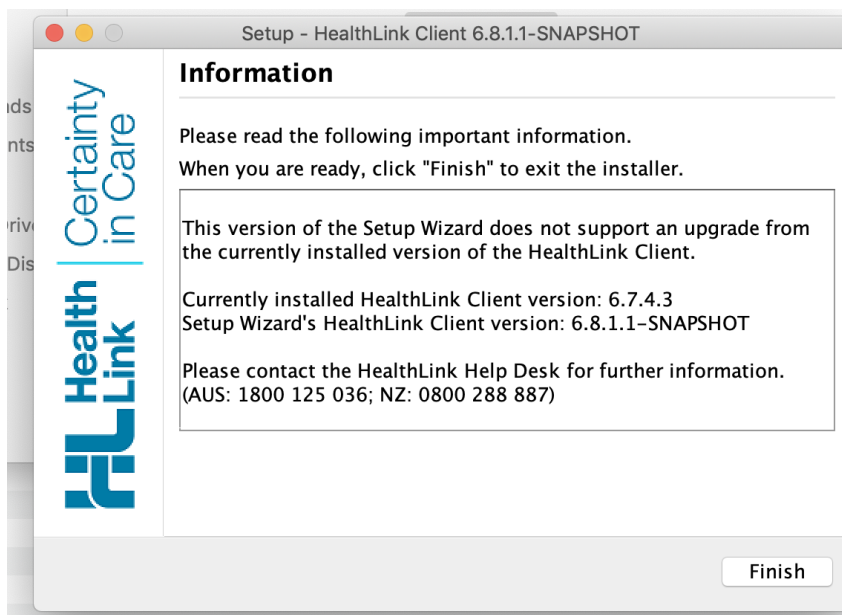 Setup - HealthLink Client 6.8.1.1-SNAPSHOT
Information
Please read the following important information.
When you are ready, click "Finish" to exit the installer.
This version of the Setup Wizard does not support an upgrade from
the currently installed version of the HealthLink Client.
Currently installed HealthLink Client version: 6.7.4.3
Setup Wizard's HealthLink Client version: 6.8.1.1-SNAPSHOT
Please contact the HealthLink Help Desk for further information.
(AUS: 1800 125 036; NZ: 0800 288 887)
Finish
Certainty
in Care
HL Health
Link